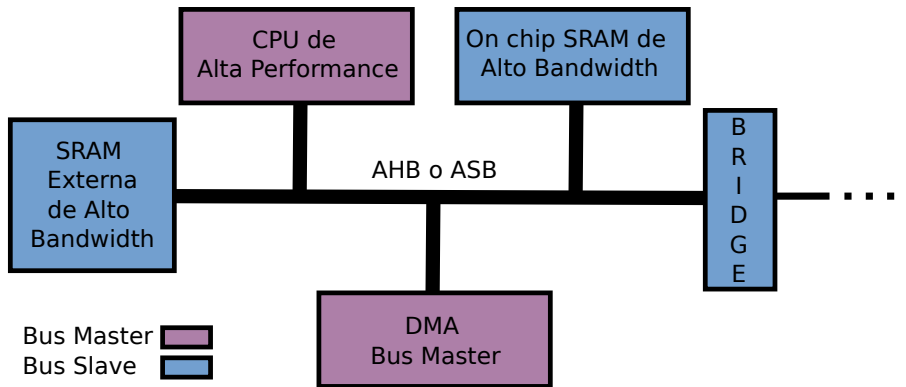 CPU de
Alta Performance
On chip SRAM de
Alto Bandwidth
SRAM
Externa
de Alto
Bandwidth
AHB o ASB
B
R
I
D
G
E
DMA
Bus Master
Bus Master
Bus Slave